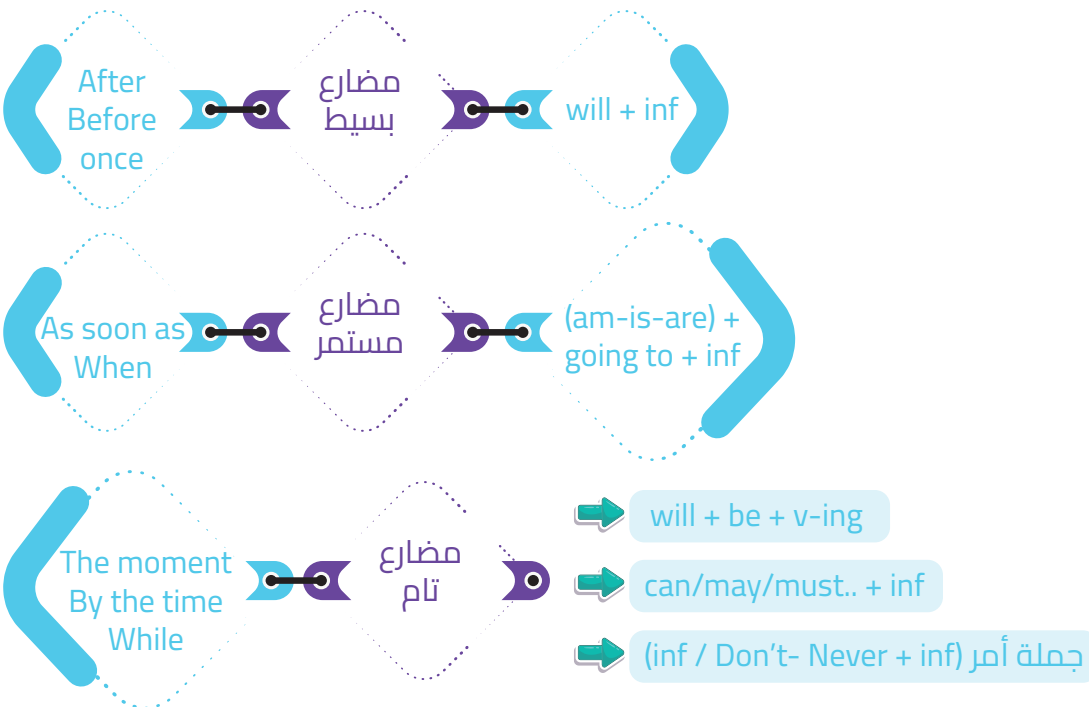 After
Before
once
مضارع
بسيط
will + inf
As soon as
When
مضارع
مستمر
(am-is-are) +
going to + inf
The moment
By the time
While
مضارع
تام
will + be + v-ing
can/may/must.. + inf
جملة أمر (inf / Don’t- Never + inf)